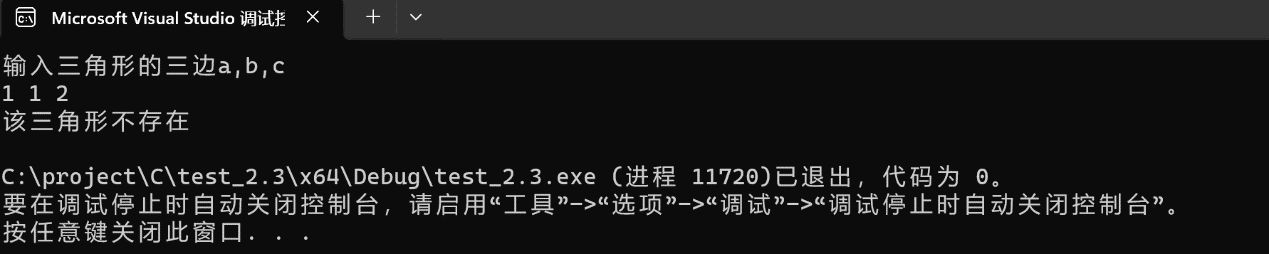 Microsoft Visual Studio 调试控
输入三角形的三边a,b,c
1 1 2
该三角形不存在
C:\project\C\test_2.3\x64\Debug\test_2.3.exe (进程 11720)已退出，代码为 0。
要在调试停止时自动关闭控制台，请启用“工具”->“选项”->“调试”->“调试停止时自动关闭控制台”。
按任意键关闭此窗口. . .